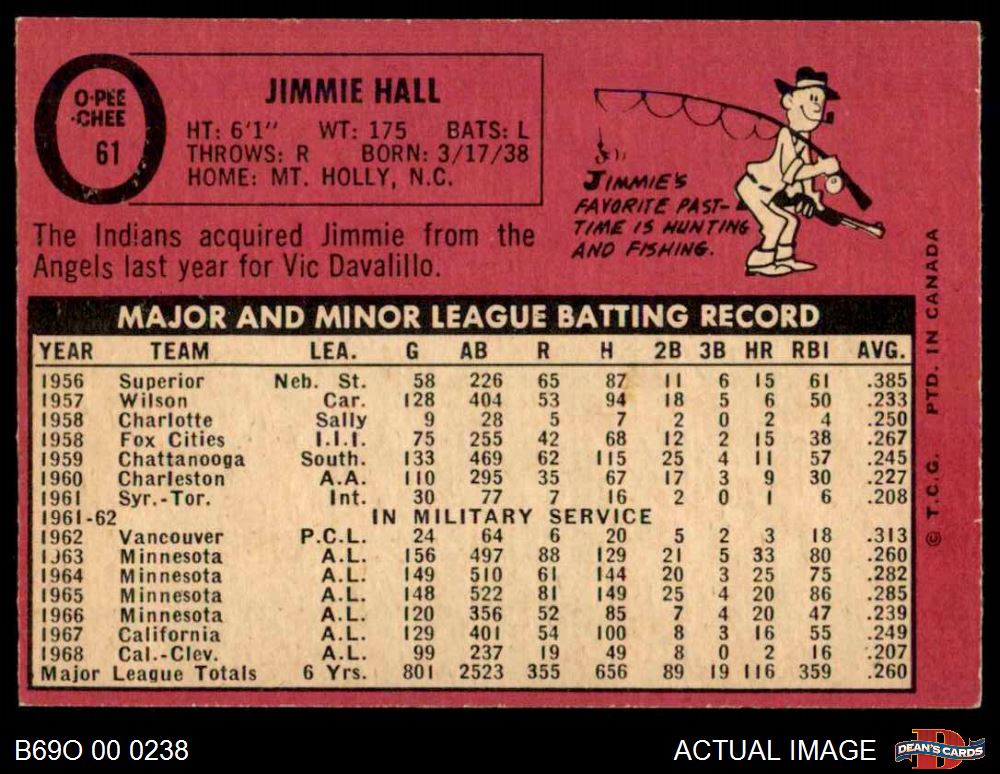 O·PEE
·CHEE
61
JIMMIE HALL
HT: 6'1" WT: 175 BATS: L
THROWS: R BORN: 3/17/38
HOME: MT. HOLLY, N.C.
JIMMIE'S
FAVORITE PAST-
TIME IS HUNTING
AND FISHING.
The Indians acquired Jimmie from the
Angels last year for Vic Davalillo.
MAJOR AND MINOR LEAGUE BATTING RECORD
YEAR TEAM LEA. G AB R H 2B 3B HR RBI AVG.
1956 Superior Neb. St. 58 226 65 87 11 6 15 61 .385
1957 Wilson Car. 128 404 53 94 18 5 6 50 .233
1958 Charlotte Sally 9 28 5 7 2 0 2 4 .250
1958 Fox Cities I.I.I. 75 255 42 68 12 2 15 38 .267
1959 Chattanooga South. 133 469 62 115 25 4 11 57 .245
1960 Charleston A.A. 110 295 35 67 17 3 9 30 .227
1961 Syr.-Tor. Int. 30 77 7 16 2 0 1 6 .208
1961-62 IN MILITARY SERVICE
1962 Vancouver P.C.L. 24 64 6 20 5 2 3 18 .313
1963 Minnesota A.L. 156 497 88 129 21 5 33 80 .260
1964 Minnesota A.L. 149 510 61 144 20 3 25 75 .282
1965 Minnesota A.L. 148 522 81 149 25 4 20 86 .285
1966 Minnesota A.L. 120 356 52 85 7 4 20 47 .239
1967 California A.L. 129 401 54 100 8 3 16 55 .249
1968 Cal.-Clev. A.L. 99 237 19 49 8 0 2 16 .207
Major League Totals 6 Yrs. 801 2523 355 656 89 19 116 359 .260
© T.C.G. PTD. IN CANADA
B69O 00 0238
ACTUAL IMAGE
DEAN'S CARDS